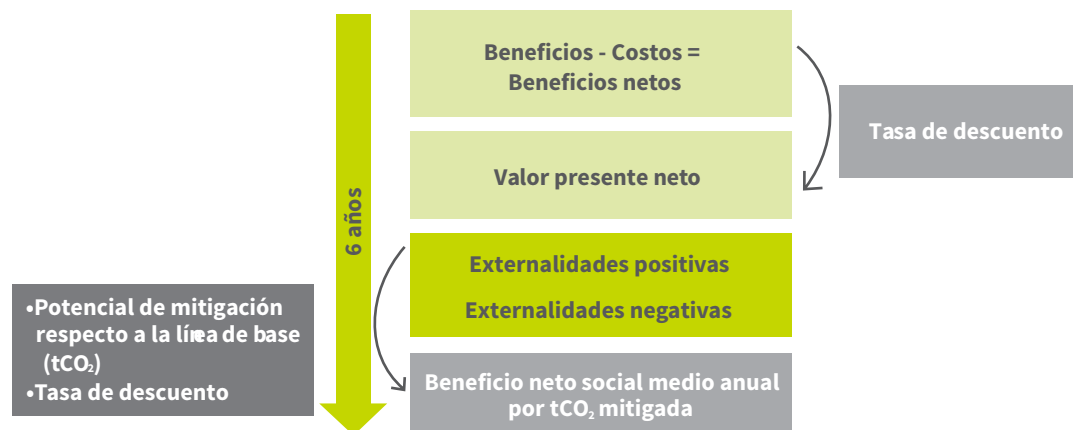 Beneficios - Costos =
Beneficios netos
Tasa de descuento
Valor presente neto
6 años
Externalidades positivas
Externalidades negativas
•Potencial de mitigación
respecto a la línea de base
(tCO₂)
•Tasa de descuento
Beneficio neto social medio anual
por tCO₂ mitigada